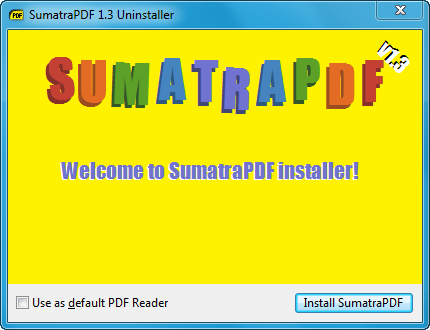 PDF SumatraPDF 1.3 Uninstaller
SUMATRAPDF
v1.3
Welcome to SumatraPDF installer!
Use as default PDF Reader
Install SumatraPDF